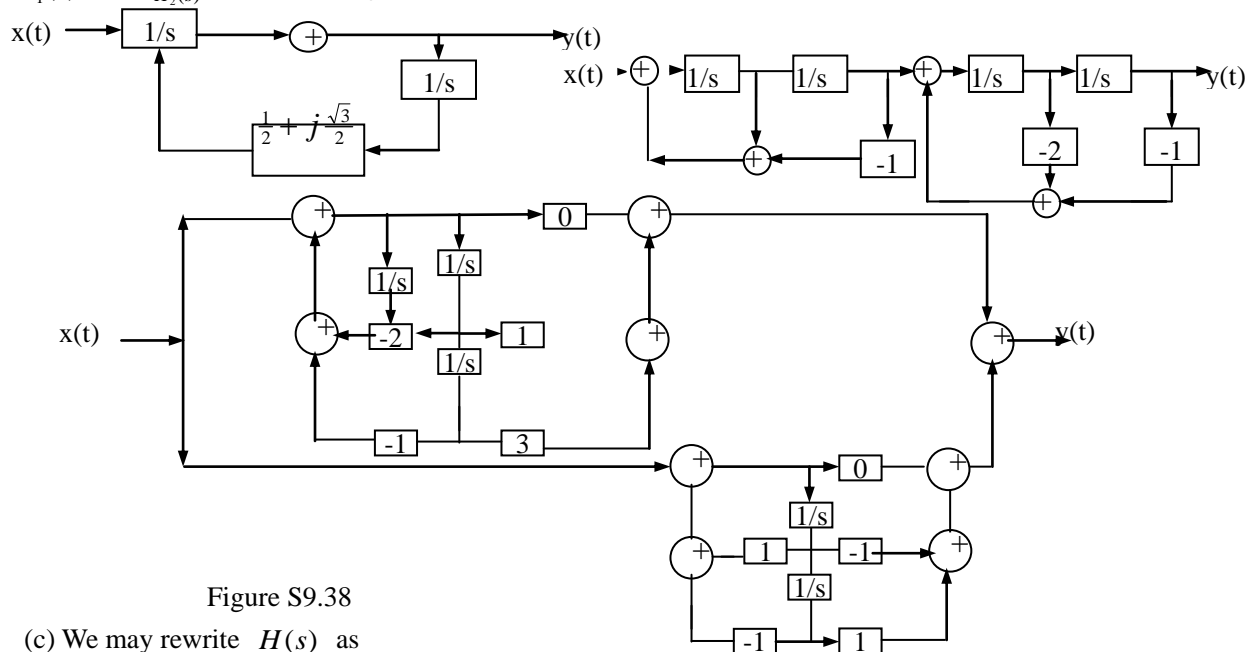 x(t) 1/s + y(t)
1/s
1/2 + j √3/2
x(t) + 1/s 1/s + 1/s 1/s y(t)
-1 -2 -1
+ +
+ 0 +
1/s 1/s
x(t) + -2 1 + + y(t)
1/s
-1 3
+ 0 +
1/s
+ 1 -1 +
1/s
-1 1
Figure S9.38
(c) We may rewrite H(s) as